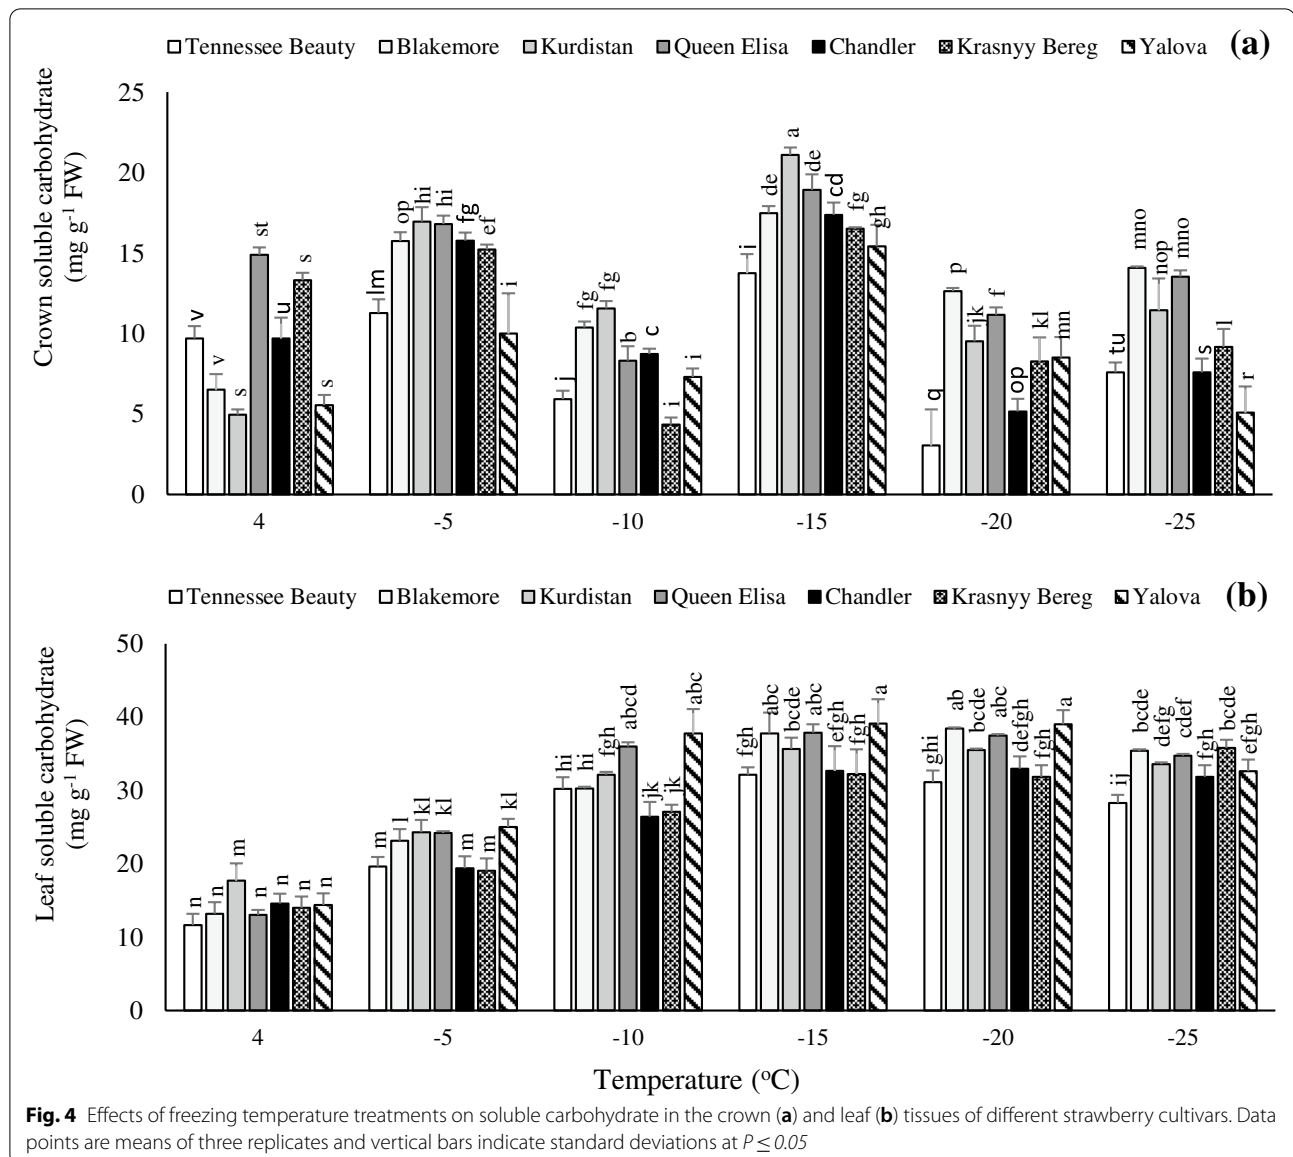 Tennessee Beauty Blakemore Kurdistan Queen Elisa Chandler Krasnyy Bereg Yalova (a)
Crown soluble carbohydrate
(mg g-1 FW)
25
20
15
10
5
0
v v s st u s s
lm op hi hi fg ef i
j fg fg b c i i
i de a de cd fg gh
q p jk f op kl mn
tu mno nop mno s l r
4 -5 -10 -15 -20 -25
Tennessee Beauty Blakemore Kurdistan Queen Elisa Chandler Krasnyy Bereg Yalova (b)
Leaf soluble carbohydrate
(mg g-1 FW)
50
40
30
20
10
0
n n m n n n n
m l kl kl m m kl
hi hi fgh abcd jk jk abc
fgh abc bcde abc efgh fgh a
ghi ab bcde abc defgh fgh a
ij bcde defg cdef fgh bcde efgh
4 -5 -10 -15 -20 -25
Temperature (oC)
Fig. 4 Effects of freezing temperature treatments on soluble carbohydrate in the crown (a) and leaf (b) tissues of different strawberry cultivars. Data
points are means of three replicates and vertical bars indicate standard deviations at P ≤ 0.05